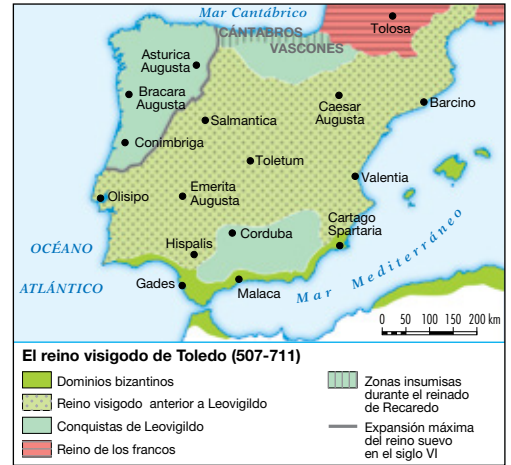 Mar Cantábrico
CÁNTABROS
VASCONES
Tolosa
Asturica
Augusta
Bracara
Augusta
Caesar
Augusta
Barcino
Salmantica
Conimbriga
Toletum
Valentia
Olisipo
Emerita
Augusta
Cartago
Spartaria
Corduba
Hispalis
OCÉANO
ATLÁNTICO
Gades
Malaca
Mar Mediterráneo
0 50 100 150 200 km
El reino visigodo de Toledo (507-711)
Dominios bizantinos
Reino visigodo anterior a Leovigildo
Conquistas de Leovigildo
Reino de los francos
Zonas insumisas
durante el reinado
de Recaredo
Expansión máxima
del reino suevo
en el siglo VI